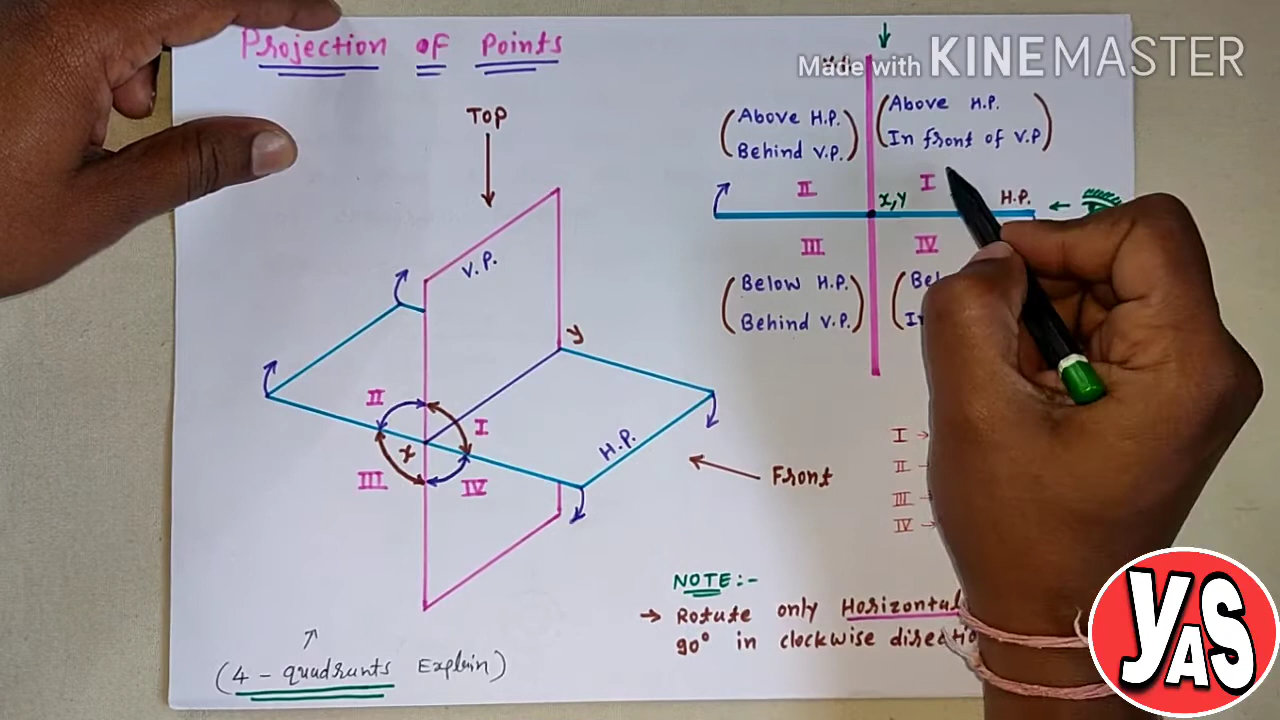 Projection of Points
Made with KINEMASTER
TOP
(Above H.P.
Behind V.P.)
(Above H.P.
In front of V.P)
II
I
X,Y
H.P.
III
IV
(Below H.P.
Behind V.P.)
V.P.
y
II
I
x
III
IV
H.P.
Front
I →
II →
III →
IV →
NOTE:-
→ Rotate only Horizontal
90° in clockwise
(4 - quadrants Explain)
YAS